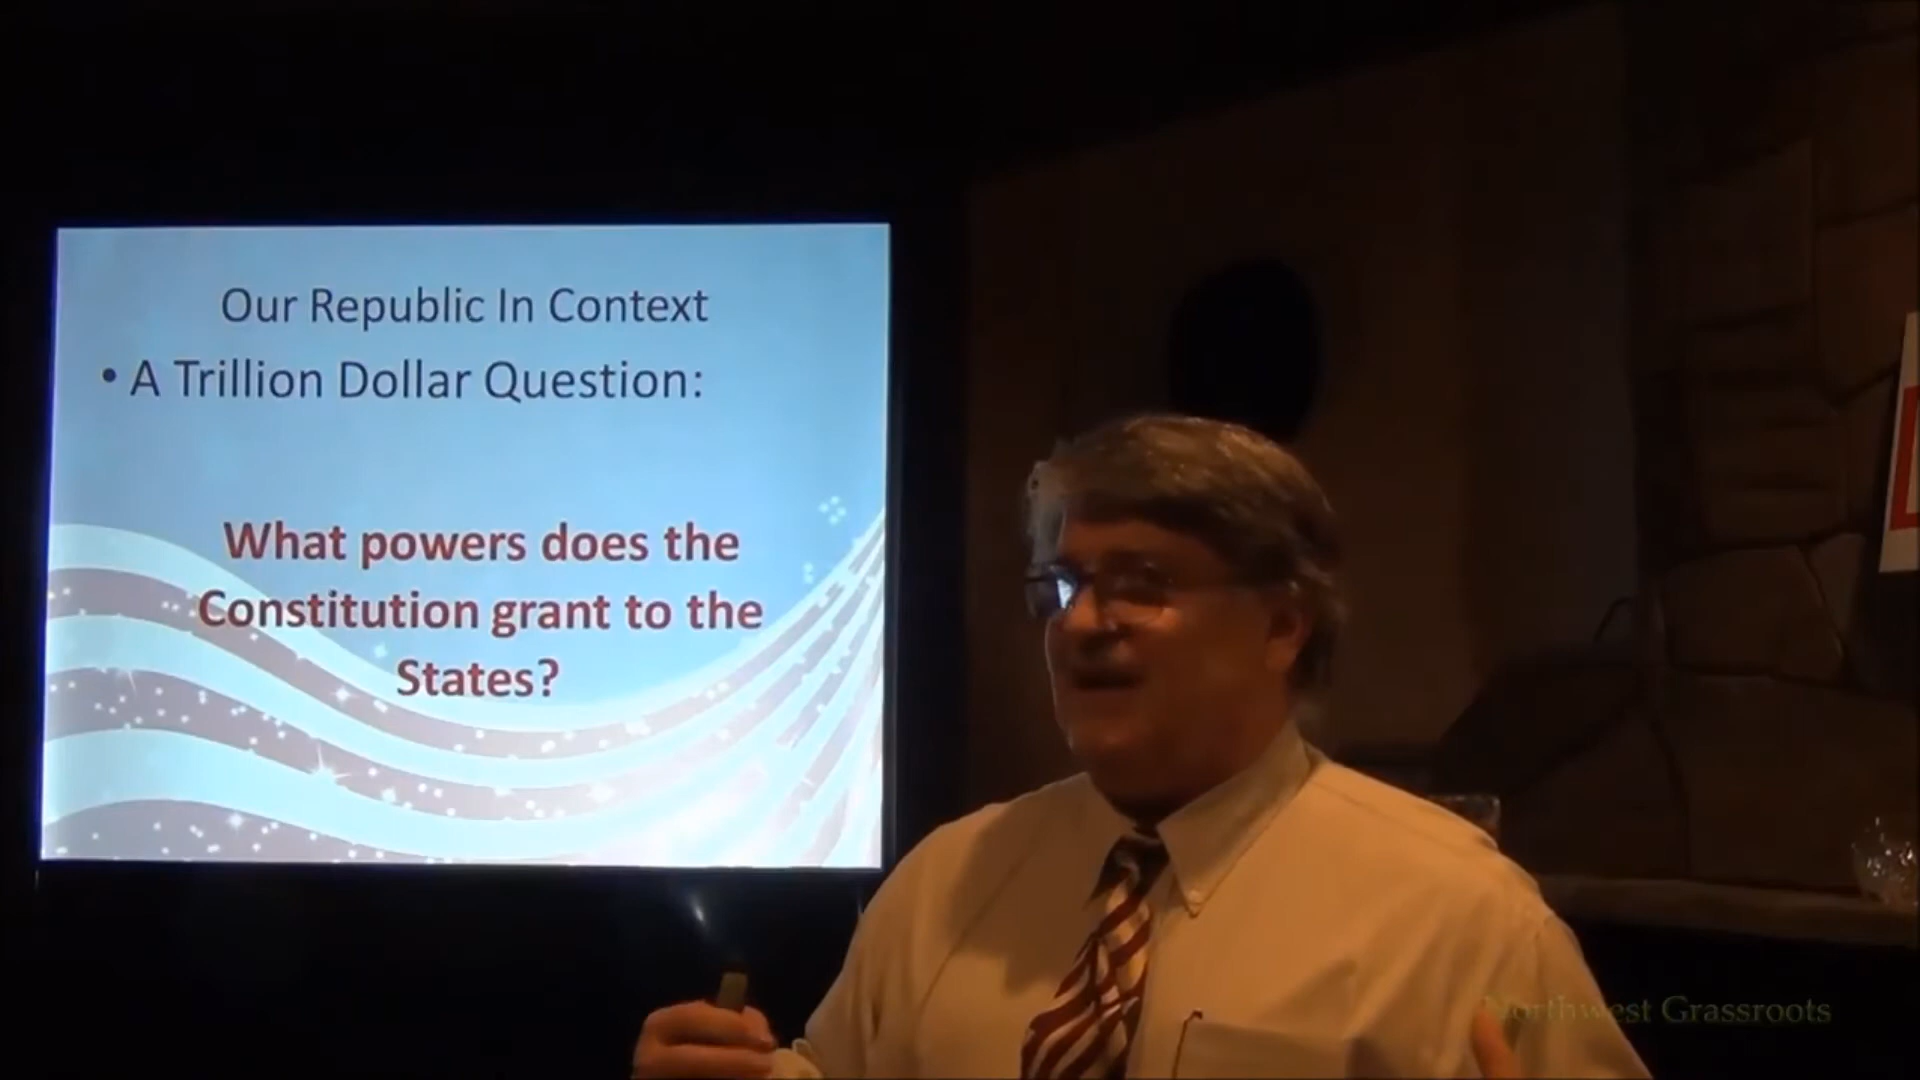 Our Republic In Context
• A Trillion Dollar Question:
What powers does the
Constitution grant to the
States?
Northwest Grassroots